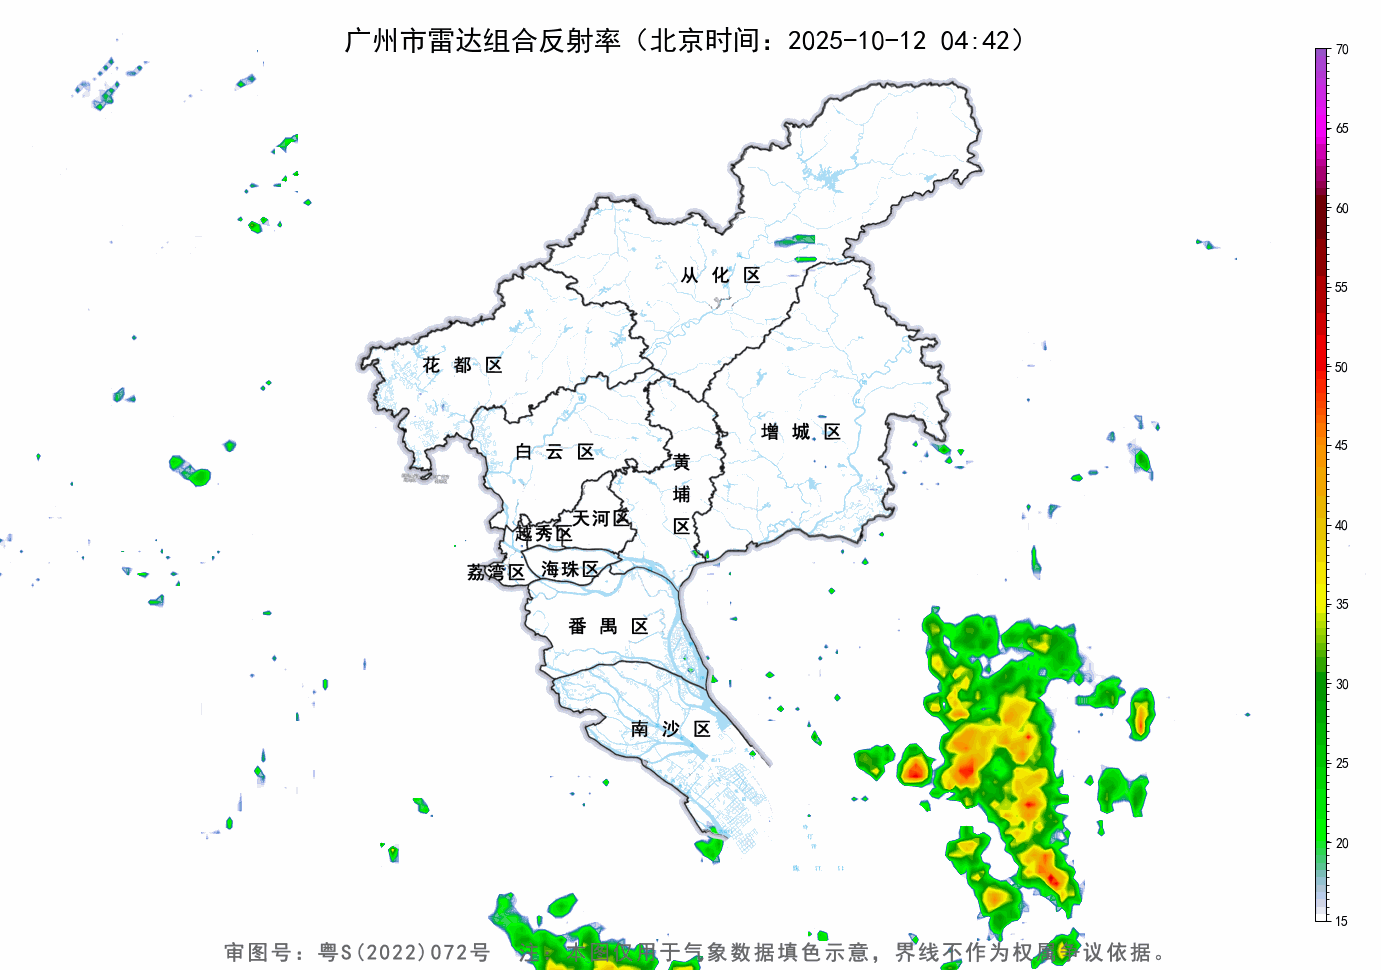 广州市雷达组合反射率（北京时间：2025-10-12 04:42）
70
65
60
55
50
45
40
35
30
25
20
15
从化区
花都区
增城区
白云区
黄埔区
天河区
越秀区
荔湾区
海珠区
番禺区
南沙区
审图号：粤S(2022)072号 注：本图仅用于气象数据填色示意，界线不作为权属争议依据。